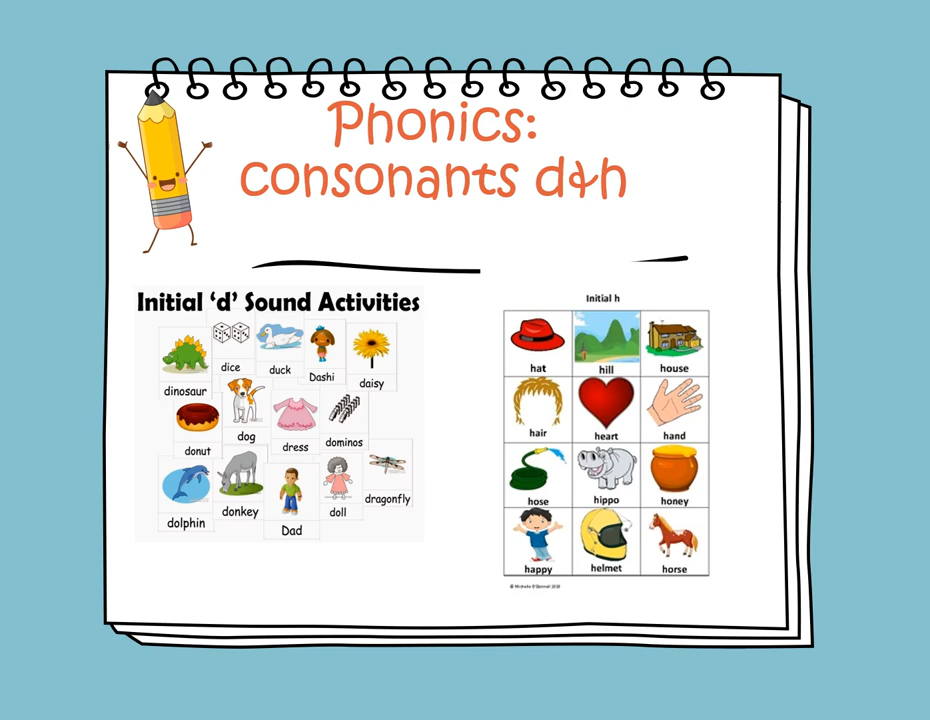 Phonics:
consonants d&h
Initial ‘d’ Sound Activities
dinosaur
dice
duck
Dashi
daisy
donut
dog
dress
dominos
dolphin
donkey
Dad
doll
dragonfly
Initial h
hat
hill
house
hair
heart
hand
hose
hippo
honey
happy
helmet
horse